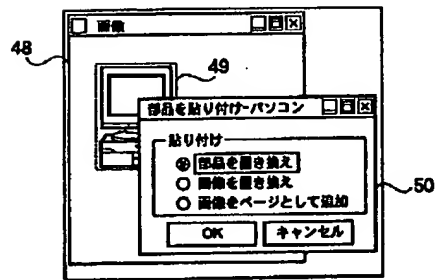 画像
48
49
部品を貼り付け-パソコン
貼り付け
部品を置き換え
画像を置き換え
画像をページとして追加
50
OK
キャンセル